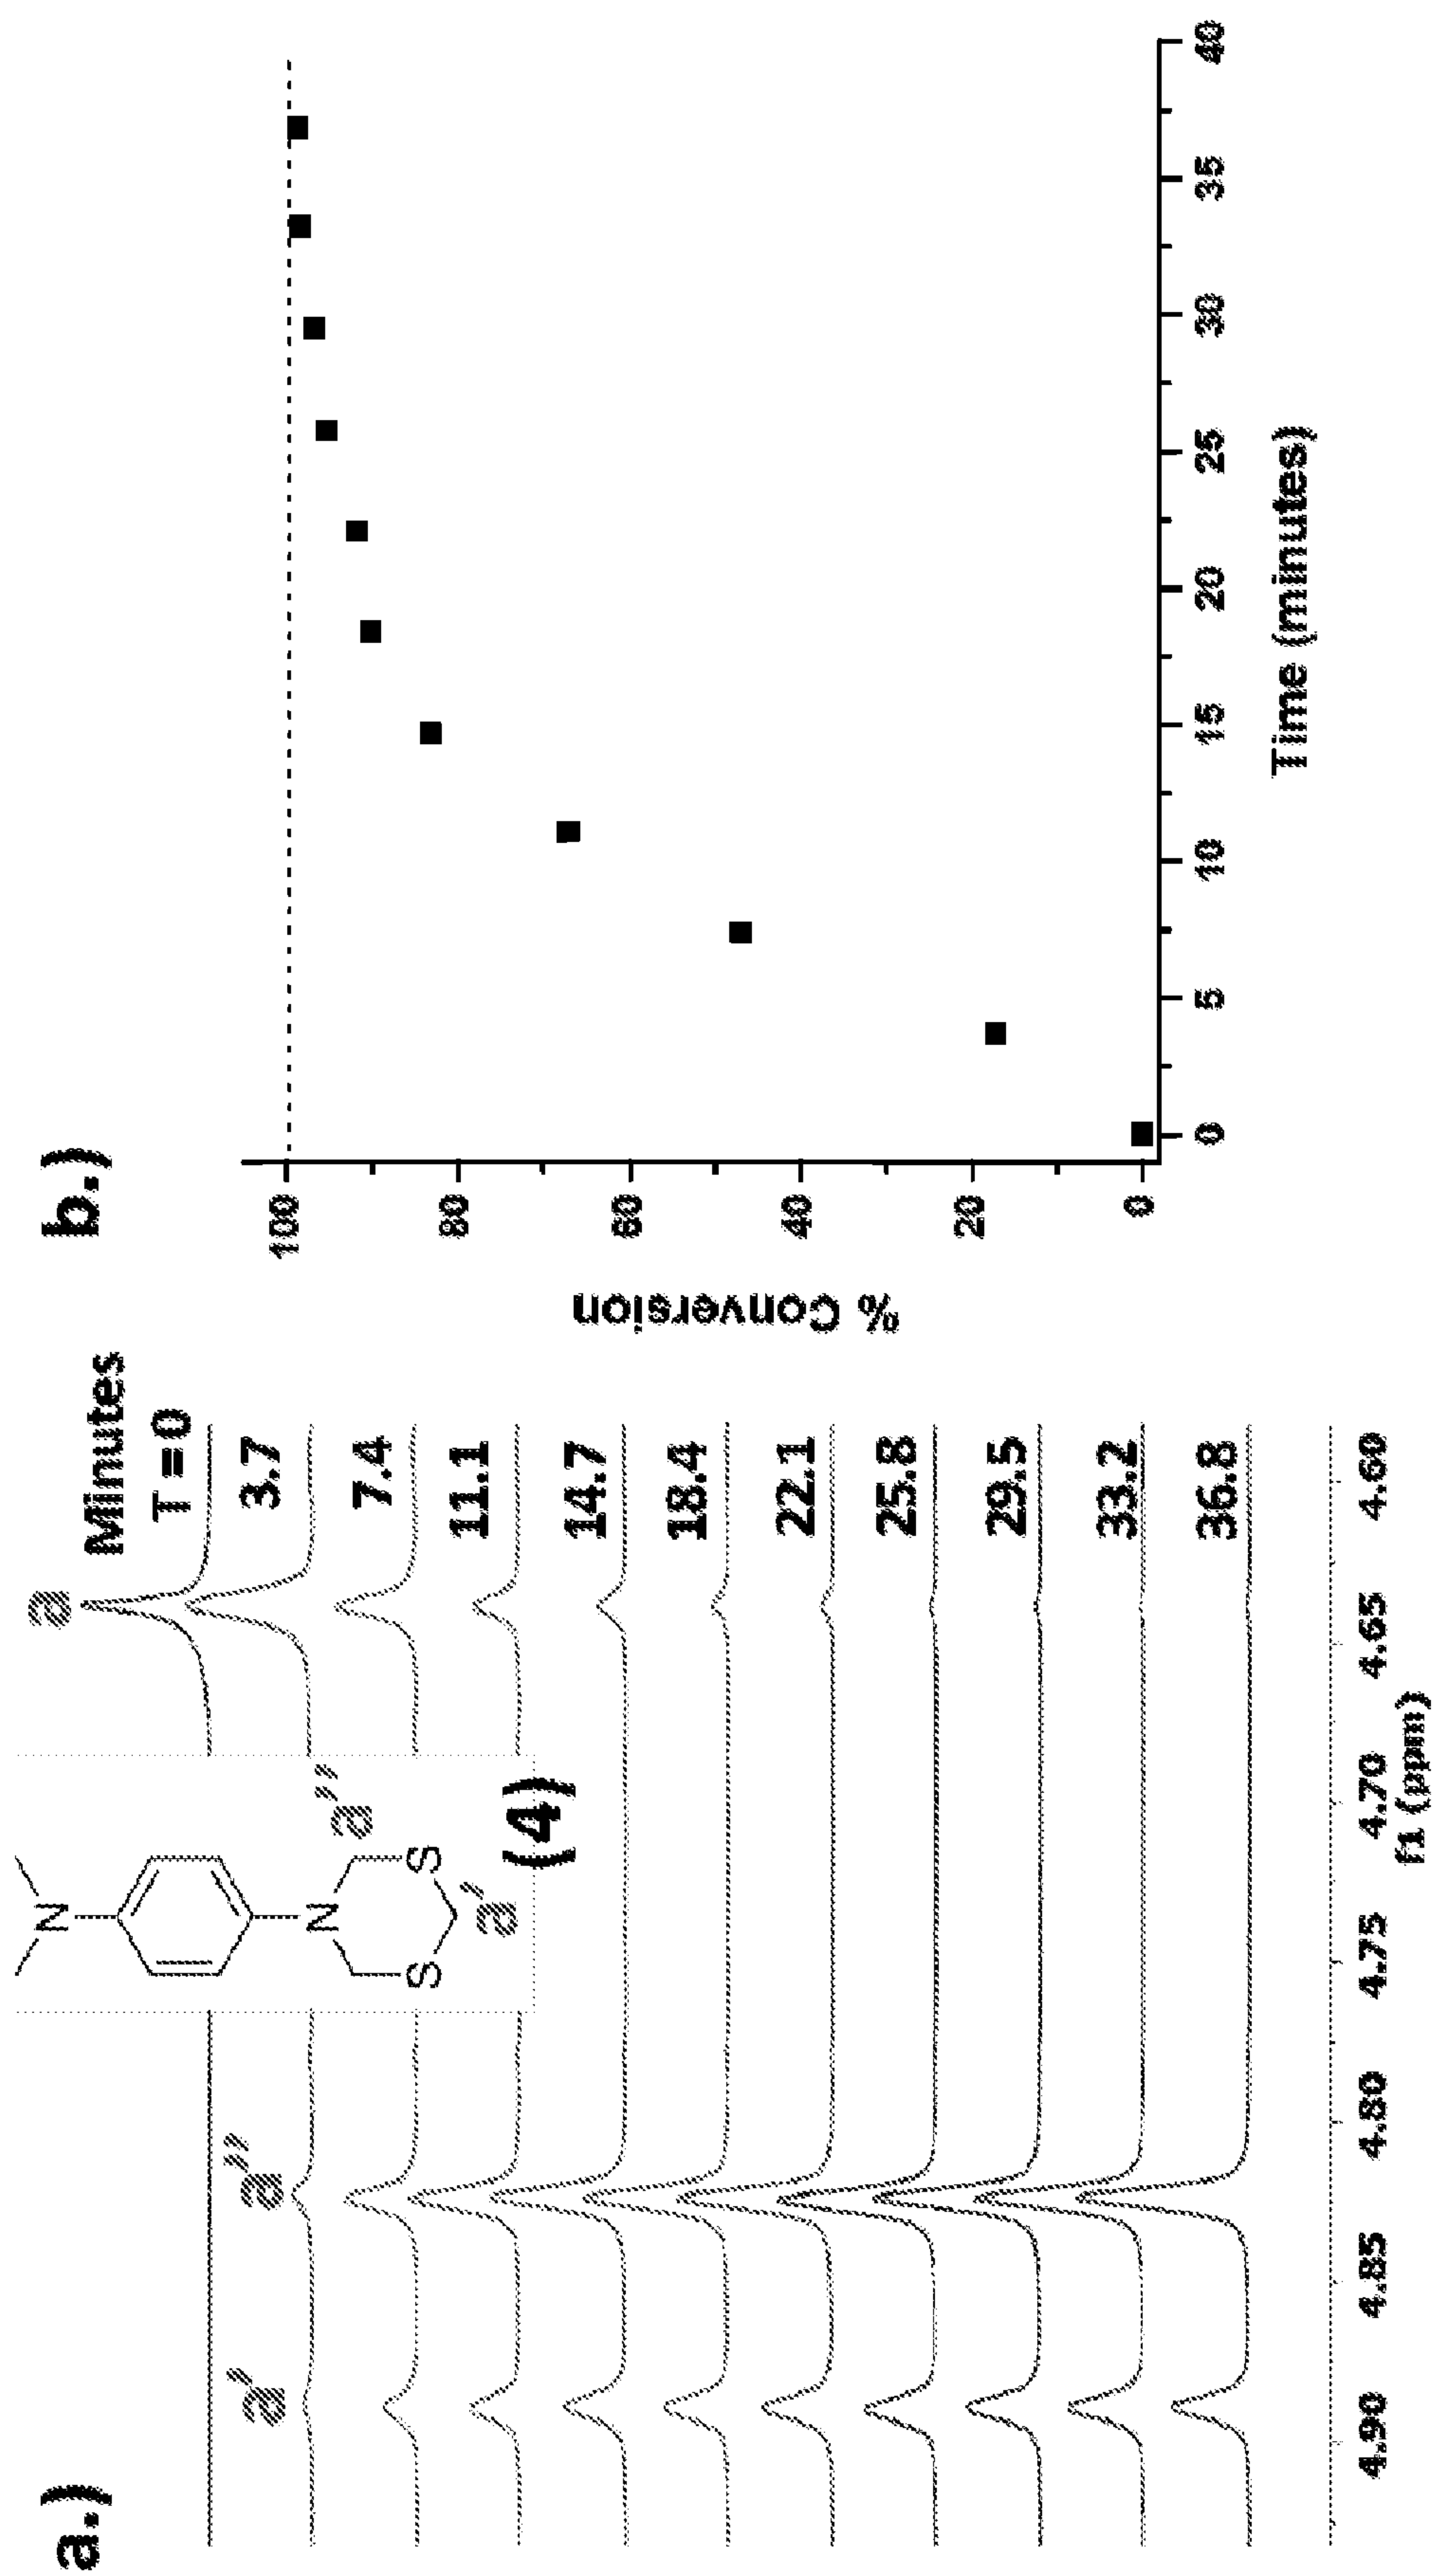 a.)
a
Minutes
T =0
3.7
7.4
11.1
14.7
18.4
22.1
25.8
29.5
33.2
36.8
a'
a''
N
N
S
S
a''
a'
(4)
4.90
4.85
4.80
4.75
4.70
4.65
4.60
f1 (ppm)
b.)
% Conversion
100
80
60
40
20
0
0
5
10
15
20
25
30
35
40
Time (minutes)